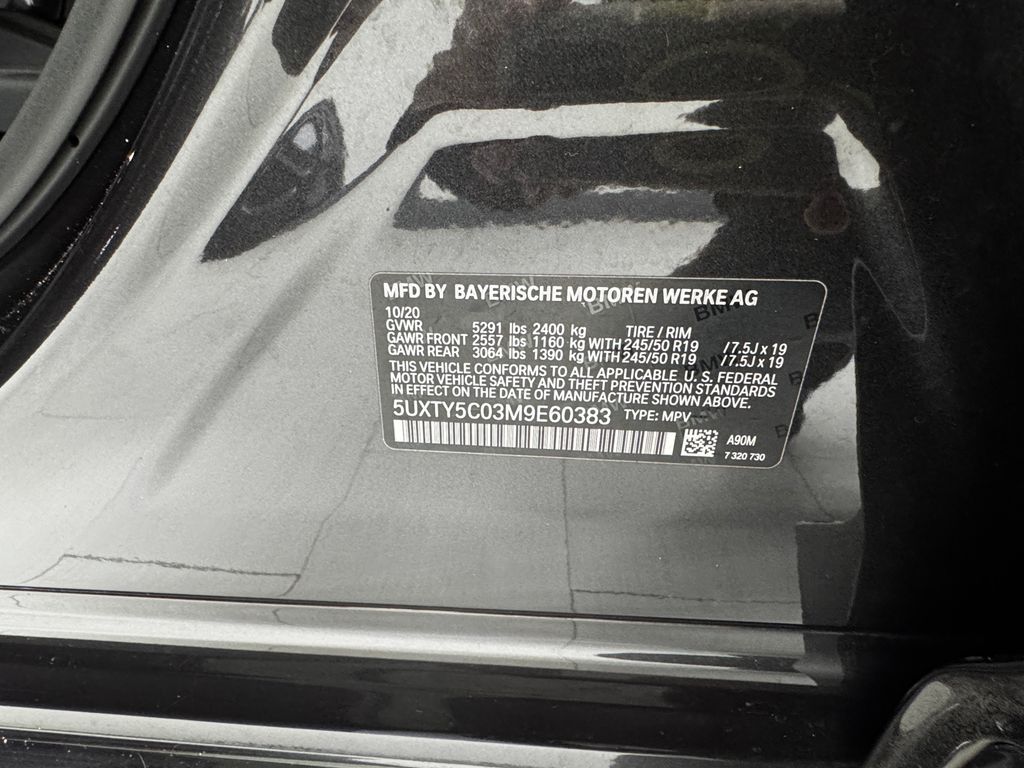 MFD BY BAYERISCHE MOTOREN WERKE AG
10/20
GVWR 5291 lbs 2400 kg TIRE / RIM
GAWR FRONT 2557 lbs 1160 kg WITH 245/50 R19 /7.5J x 19
GAWR REAR 3064 lbs 1390 kg WITH 245/50 R19 /7.5J x 19
THIS VEHICLE CONFORMS TO ALL APPLICABLE U.S. FEDERAL
MOTOR VEHICLE SAFETY AND THEFT PREVENTION STANDARDS
IN EFFECT ON THE DATE OF MANUFACTURE SHOWN ABOVE.
5UXTY5C03M9E60383 TYPE: MPV
A90M
7 320 730